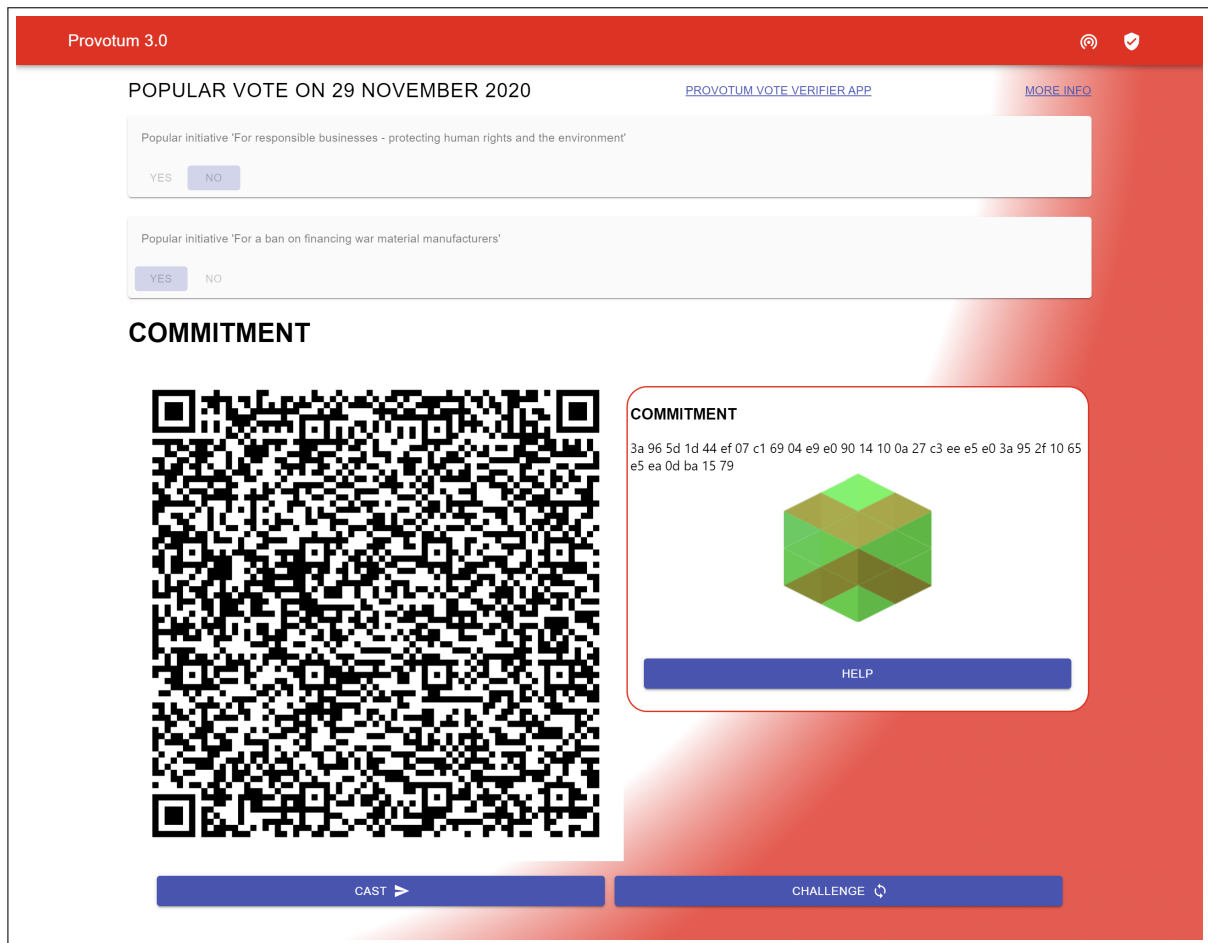 Provotum 3.0
POPULAR VOTE ON 29 NOVEMBER 2020 PROVOTUM VOTE VERIFIER APP MORE INFO
Popular initiative 'For responsible businesses - protecting human rights and the environment'
YES NO
Popular initiative 'For a ban on financing war material manufacturers'
YES NO
COMMITMENT
COMMITMENT
3a 96 5d 1d 44 ef 07 c1 69 04 e9 e0 90 14 10 0a 27 c3 ee e5 e0 3a 95 2f 10 65
e5 ea 0d ba 15 79
HELP
CAST CHALLENGE